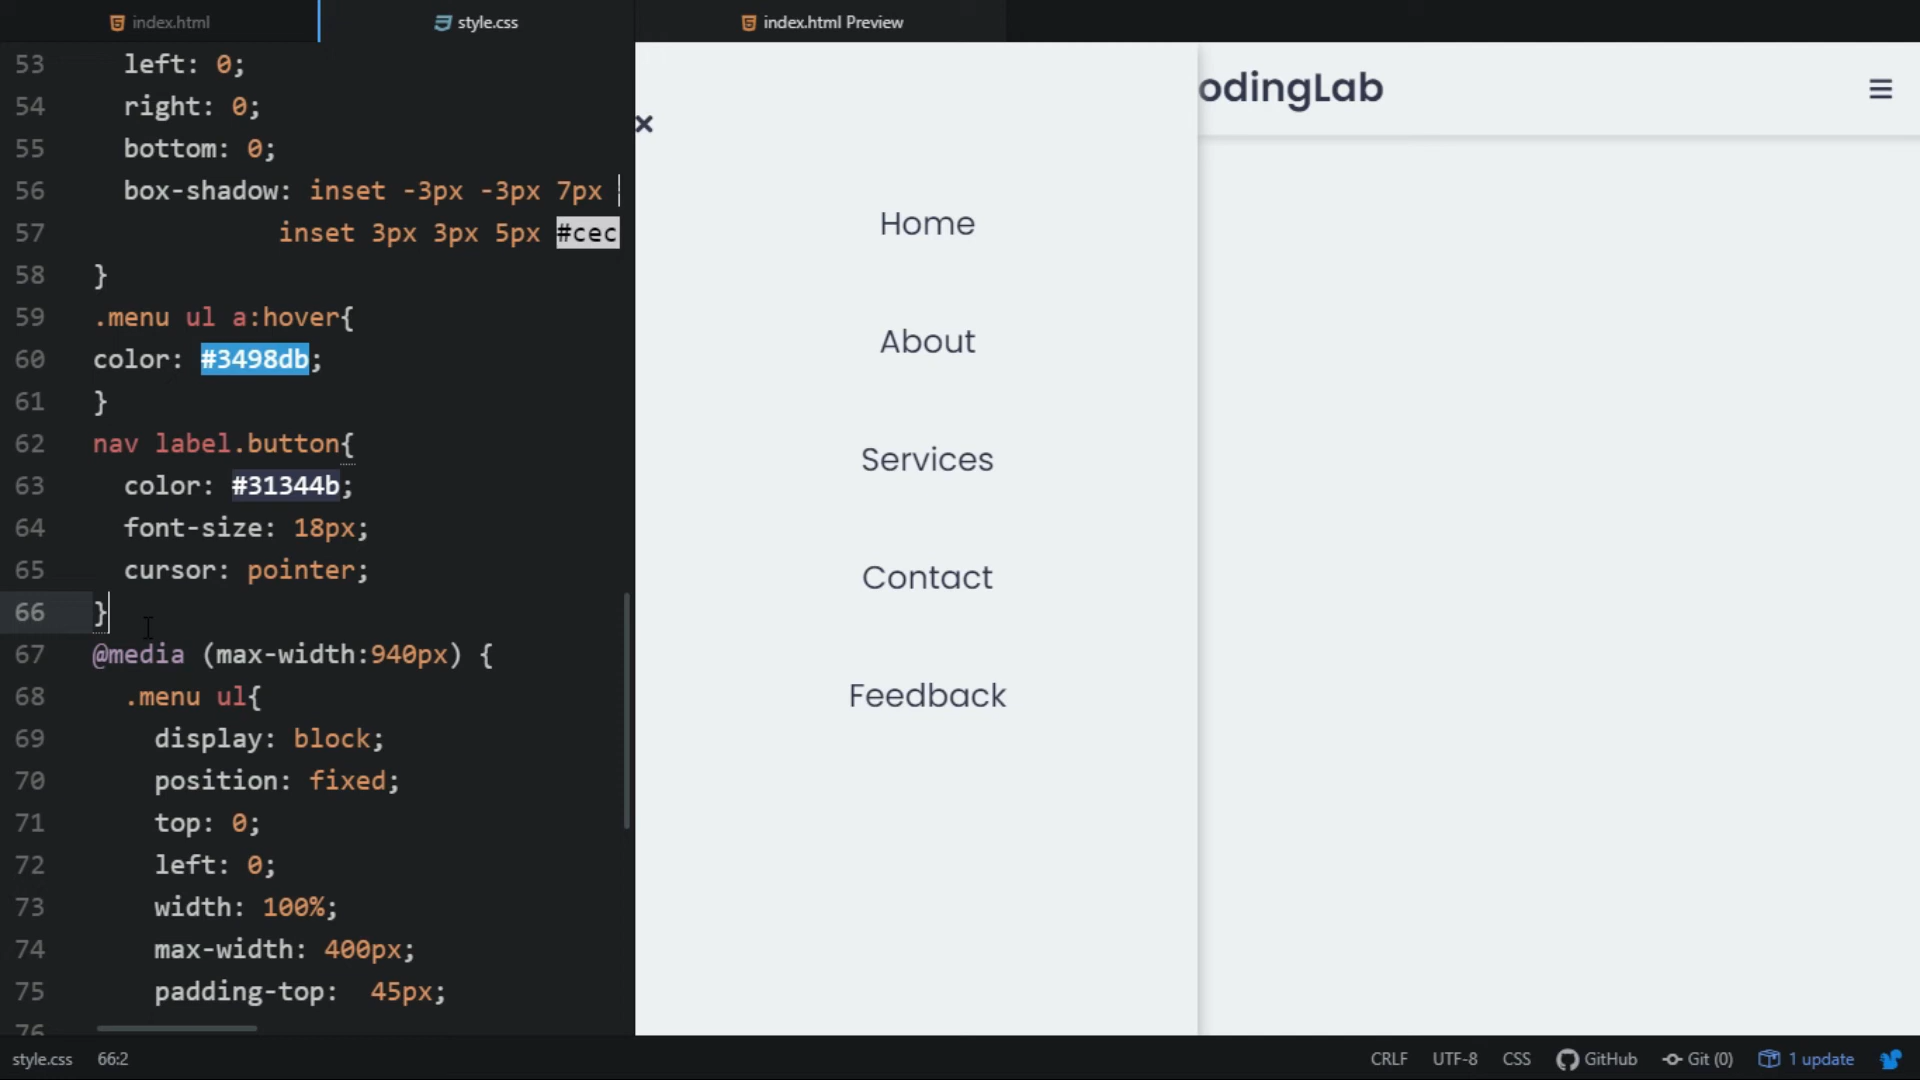 index.html
style.css
index.html Preview
53 left: 0;
54 right: 0;
55 bottom: 0;
56 box-shadow: inset -3px -3px 7px
57 inset 3px 3px 5px #cec
58 }
59 .menu ul a:hover{
60 color: #3498db;
61 }
62 nav label.button{
63 color: #31344b;
64 font-size: 18px;
65 cursor: pointer;
66 }
67 @media (max-width:940px) {
68 .menu ul{
69 display: block;
70 position: fixed;
71 top: 0;
72 left: 0;
73 width: 100%;
74 max-width: 400px;
75 padding-top:  45px;
76
odingLab
Home
About
Services
Contact
Feedback
style.css 66:2
CRLF UTF-8 CSS GitHub Git (0) 1 update